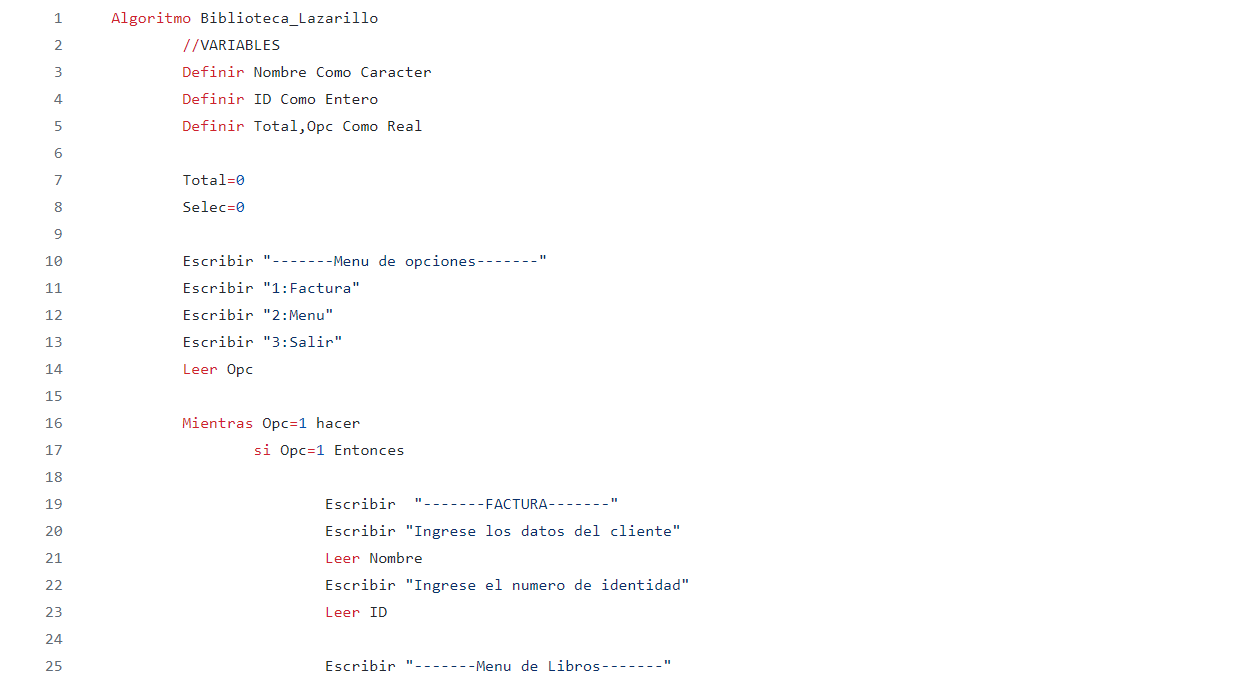 1 Algoritmo Biblioteca_Lazarillo
2 //VARIABLES
3 Definir Nombre Como Caracter
4 Definir ID Como Entero
5 Definir Total,Opc Como Real
6
7 Total=0
8 Selec=0
9
10 Escribir "-------Menu de opciones-------"
11 Escribir "1:Factura"
12 Escribir "2:Menu"
13 Escribir "3:Salir"
14 Leer Opc
15
16 Mientras Opc=1 hacer
17 si Opc=1 Entonces
18
19 Escribir  "-------FACTURA-------"
20 Escribir "Ingrese los datos del cliente"
21 Leer Nombre
22 Escribir "Ingrese el numero de identidad"
23 Leer ID
24
25 Escribir "-------Menu de Libros-------"